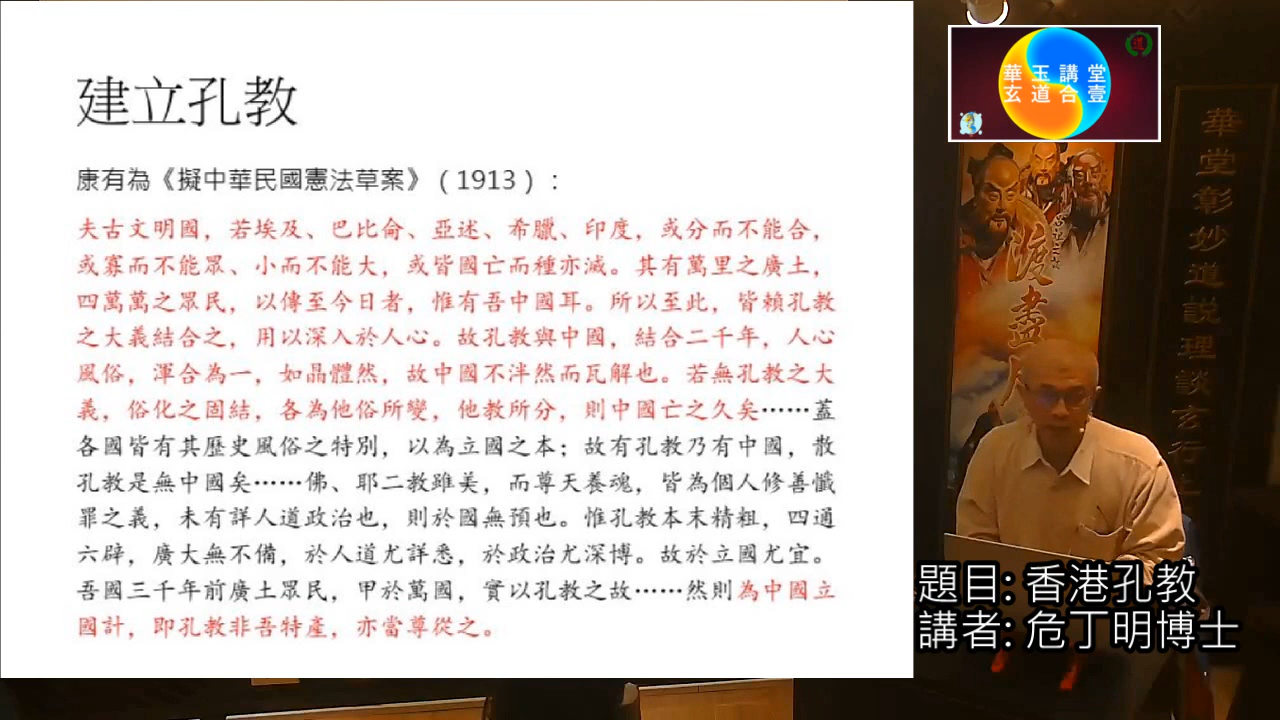 建立孔教
康有為《擬中華民國憲法草案》（1913）：
夫古文明國，若埃及、巴比侖、亞述、希臘、印度，或分而不能合，
或寡而不能眾、小而不能大，或皆國亡而種亦滅。其有萬里之廣土，
四萬萬之眾民，以傳至今日者，惟有吾中國耳。所以至此，皆賴孔教
之大義結合之，用以深入於人心。故孔教與中國，結合二千年，人心
風俗，渾合為一，如晶體然，故中國不泮然而瓦解也。若無孔教之大
義，俗化之固結，各為他俗所變，他教所分，則中國亡之久矣……蓋
各國皆有其歷史風俗之特別，以為立國之本；故有孔教乃有中國，散
孔教是無中國矣……佛、耶二教雖美，而尊天養魂，皆為個人修善懺
罪之義，未有詳人道政治也，則於國無預也。惟孔教本末精粗，四通
六辟，廣大無不備，於人道尤詳悉，於政治尤深博。故於立國尤宜。
吾國三千年前廣土眾民，甲於萬國，實以孔教之故……然則為中國立
國計，即孔教非吾特產，亦當尊從之。
華玉講堂
玄道合壹
道
渡盡
華堂彰妙道説理談玄行
題目: 香港孔教
講者: 危丁明博士